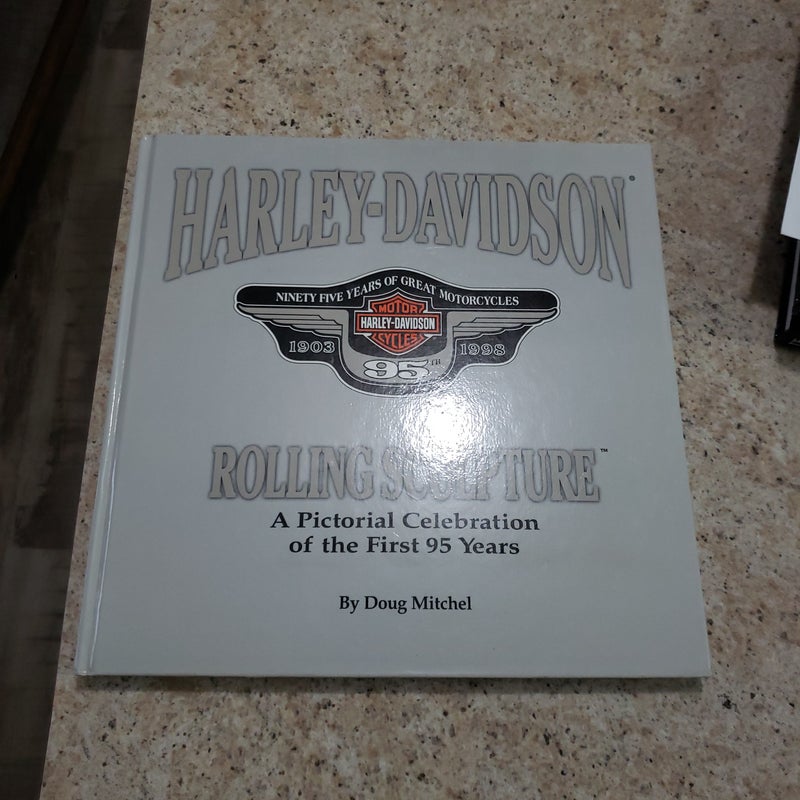 HARLEY-DAVIDSON®
NINETY FIVE YEARS OF GREAT MOTORCYCLES
MOTOR
HARLEY-DAVIDSON
CYCLES
1903 1998
95TH
ROLLING SCULPTURE™
A Pictorial Celebration
of the First 95 Years
By Doug Mitchel